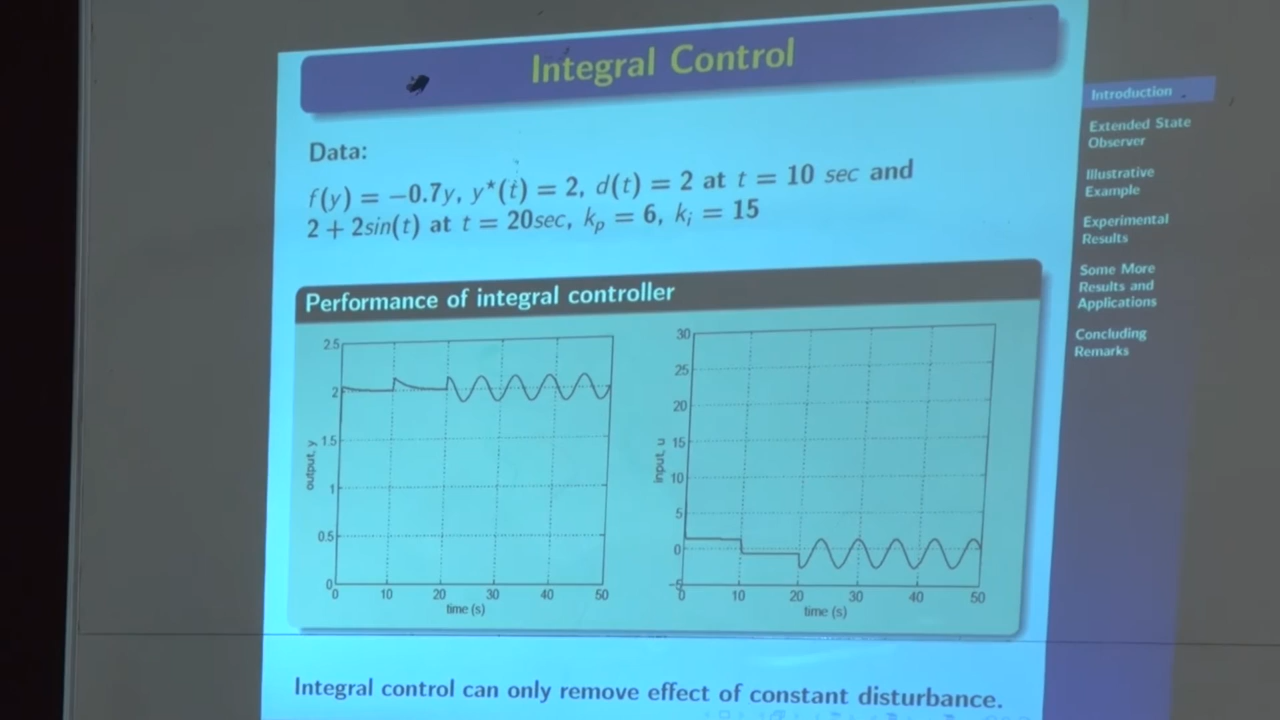 Integral Control
Data:
f(y) = −0.7y, y*(t) = 2, d(t) = 2 at t = 10 sec and
2 + 2sin(t) at t = 20sec, kₚ = 6, kᵢ = 15
Performance of integral controller
2.5
2
1.5
1
0.5
0
output, y
0 10 20 30 40 50
time (s)
30
25
20
15
10
5
0
-5
input, u
0 10 20 30 40 50
time (s)
Integral control can only remove effect of constant disturbance.
Introduction
Extended State
Observer
Illustrative
Example
Experimental
Results
Some More
Results and
Applications
Concluding
Remarks